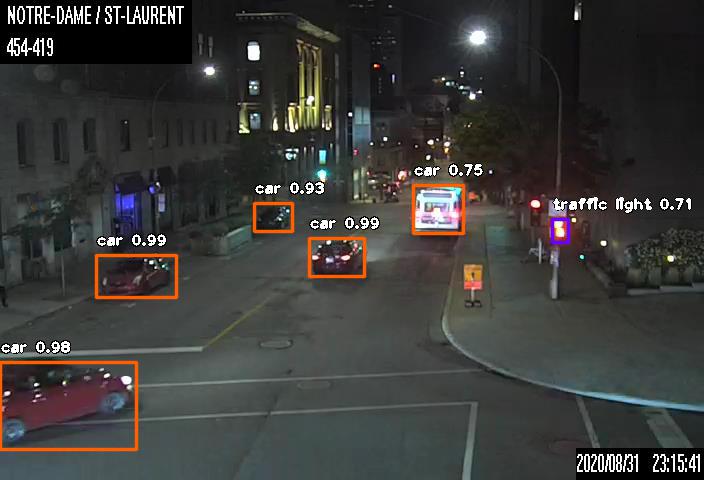 NOTRE-DAME / ST-LAURENT
454-419
car 0.75
car 0.93
traffic light 0.71
car 0.99
car 0.99
car 0.98
2020/08/31 23:15:41